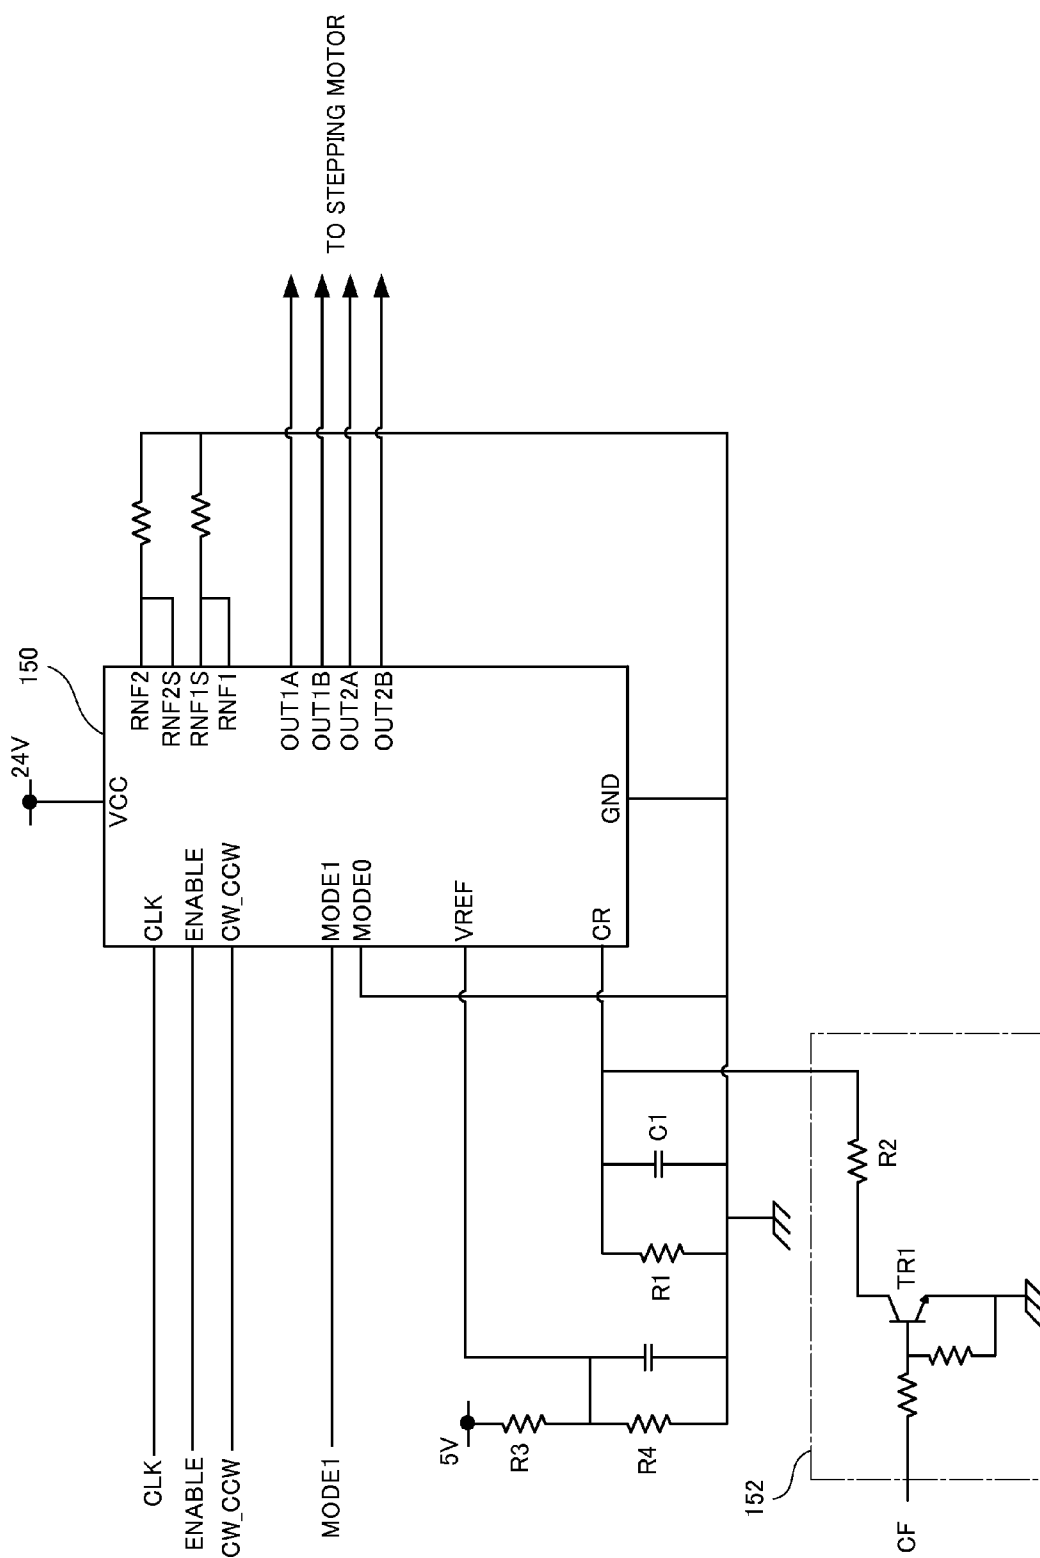 24V
150
VCC
CLK
ENABLE
CW_CCW
MODE1
MODE0
VREF
CR
GND
RNF2
RNF2S
RNF1S
RNF1
OUT1A
OUT1B
OUT2A
OUT2B
TO STEPPING MOTOR
CLK
ENABLE
CW_CCW
MODE1
5V
R3
R4
R1
C1
R2
TR1
152
CF